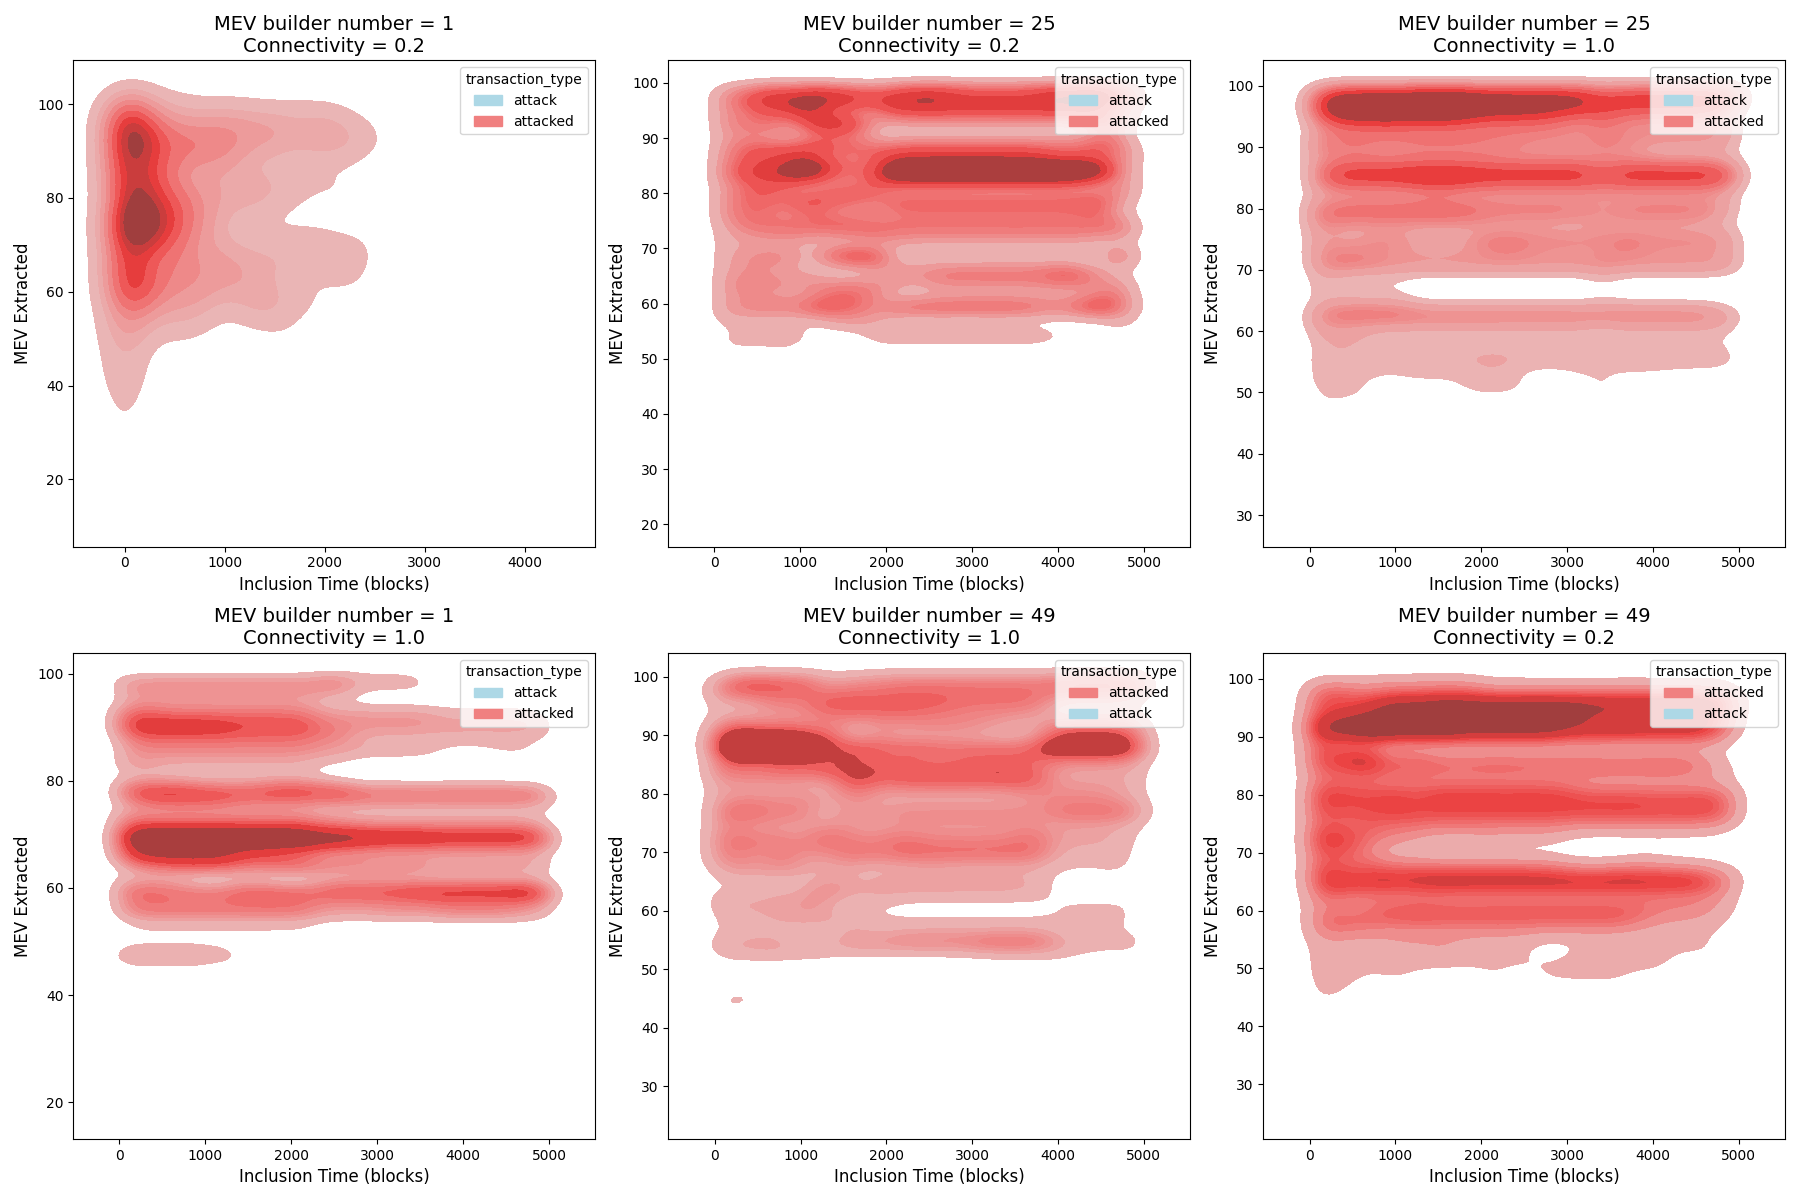 MEV builder number = 1
Connectivity = 0.2
MEV Extracted
100
80
60
40
20
transaction_type
attack
attacked
0 1000 2000 3000 4000
Inclusion Time (blocks)
MEV builder number = 25
Connectivity = 0.2
MEV Extracted
100
90
80
70
60
50
40
30
20
transaction_type
attack
attacked
0 1000 2000 3000 4000 5000
Inclusion Time (blocks)
MEV builder number = 25
Connectivity = 1.0
MEV Extracted
100
90
80
70
60
50
40
30
transaction_type
attack
attacked
0 1000 2000 3000 4000 5000
Inclusion Time (blocks)
MEV builder number = 1
Connectivity = 1.0
MEV Extracted
100
80
60
40
20
transaction_type
attack
attacked
0 1000 2000 3000 4000 5000
Inclusion Time (blocks)
MEV builder number = 49
Connectivity = 1.0
MEV Extracted
100
90
80
70
60
50
40
30
transaction_type
attacked
attack
0 1000 2000 3000 4000 5000
Inclusion Time (blocks)
MEV builder number = 49
Connectivity = 0.2
MEV Extracted
100
90
80
70
60
50
40
30
transaction_type
attacked
attack
0 1000 2000 3000 4000 5000
Inclusion Time (blocks)